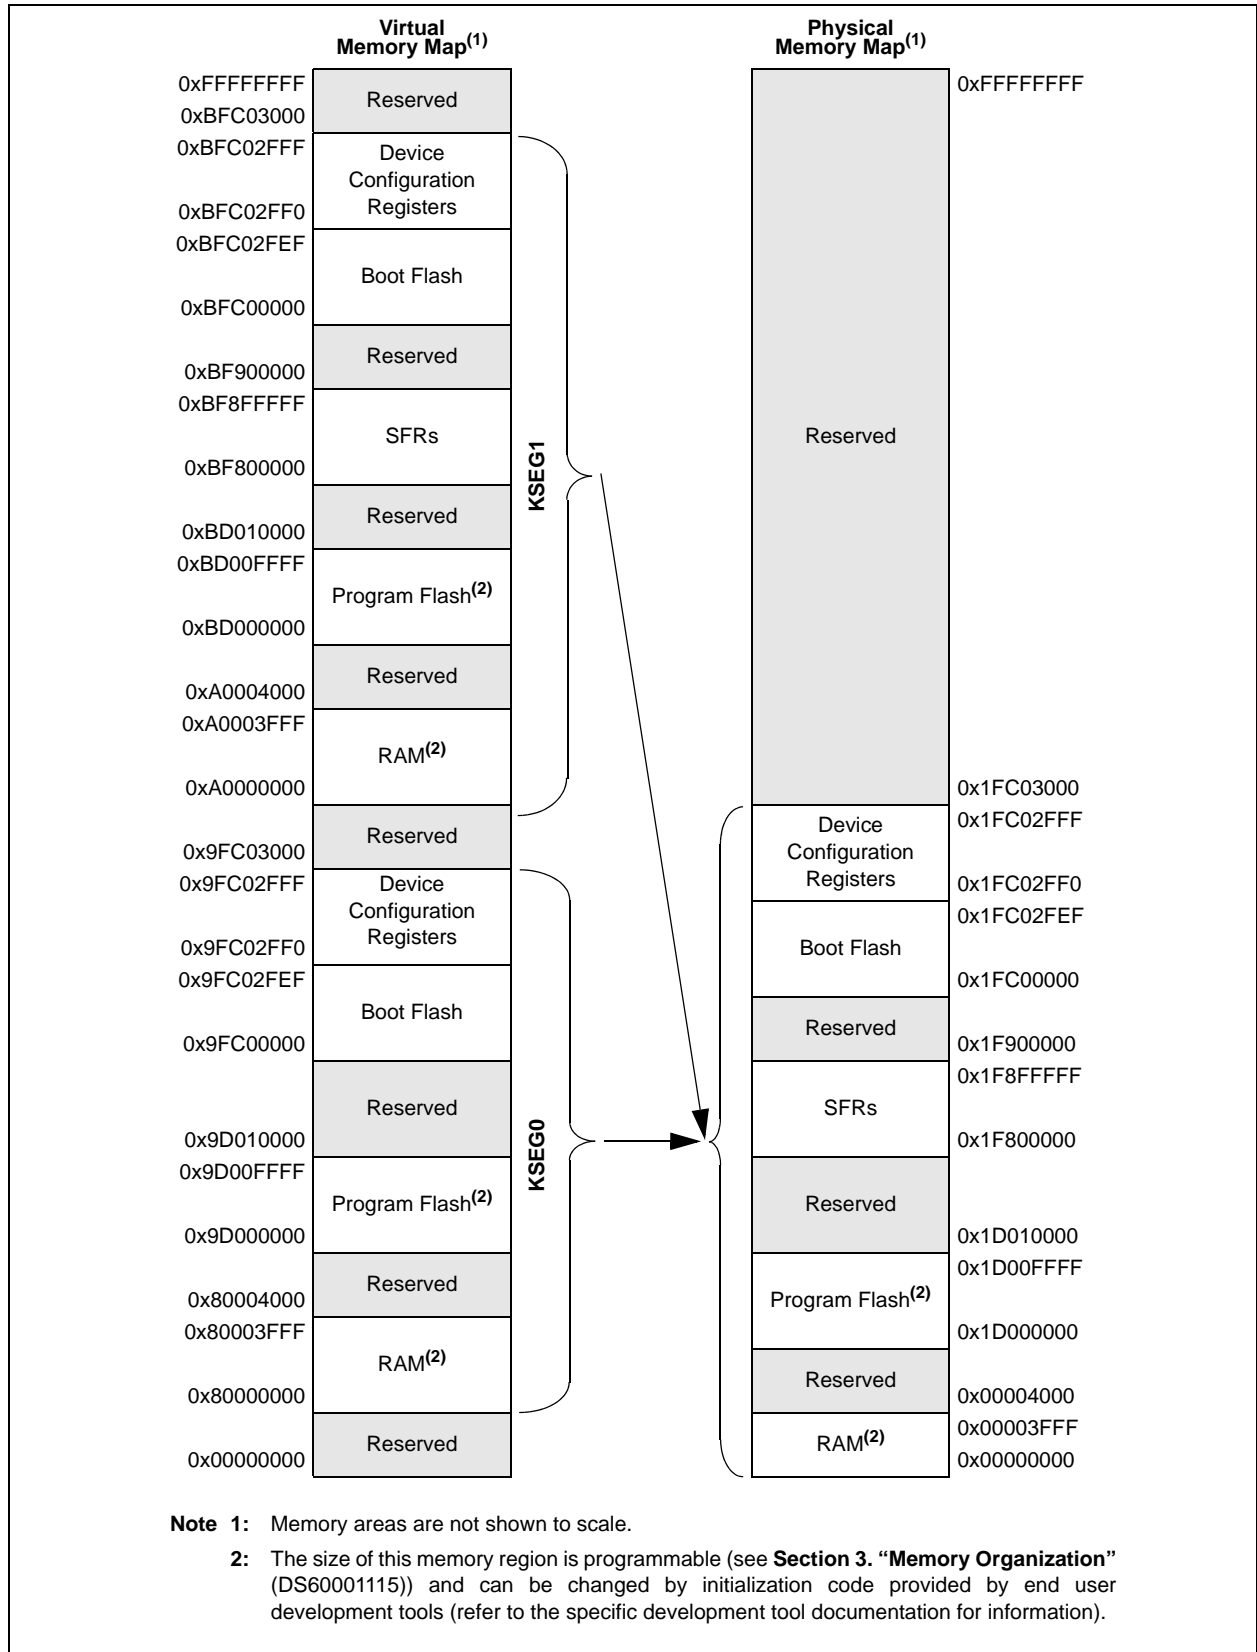 Virtual
Memory Map(1)
0xFFFFFFFF
Reserved
0xBFC03000
0xBFC02FFF
Device
Configuration
Registers
0xBFC02FF0
0xBFC02FEF
Boot Flash
0xBFC00000
Reserved
0xBF900000
0xBF8FFFFF
SFRs
0xBF800000
Reserved
0xBD010000
0xBD00FFFF
Program Flash(2)
0xBD000000
Reserved
0xA0004000
0xA0003FFF
RAM(2)
0xA0000000
Reserved
0x9FC03000
0x9FC02FFF
Device
Configuration
Registers
0x9FC02FF0
0x9FC02FEF
Boot Flash
0x9FC00000
Reserved
0x9D010000
0x9D00FFFF
Program Flash(2)
0x9D000000
Reserved
0x80004000
0x80003FFF
RAM(2)
0x80000000
Reserved
0x00000000
KSEG1
KSEG0
Physical
Memory Map(1)
0xFFFFFFFF
Reserved
0x1FC03000
0x1FC02FFF
Device
Configuration
Registers
0x1FC02FF0
0x1FC02FEF
Boot Flash
0x1FC00000
Reserved
0x1F900000
0x1F8FFFFF
SFRs
0x1F800000
Reserved
0x1D010000
0x1D00FFFF
Program Flash(2)
0x1D000000
Reserved
0x00004000
0x00003FFF
RAM(2)
0x00000000
Note 1: Memory areas are not shown to scale.
2: The size of this memory region is programmable (see Section 3. “Memory Organization”
(DS60001115)) and can be changed by initialization code provided by end user
development tools (refer to the specific development tool documentation for information).